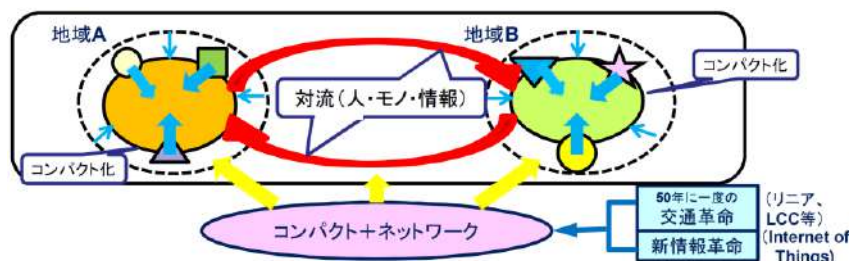 地域A
地域B
コンパクト化
対流（人・モノ・情報）
コンパクト化
コンパクト＋ネットワーク
50年に一度の
交通革命
新情報革命
（リニア、
LCC等）
（Internet of
Things）